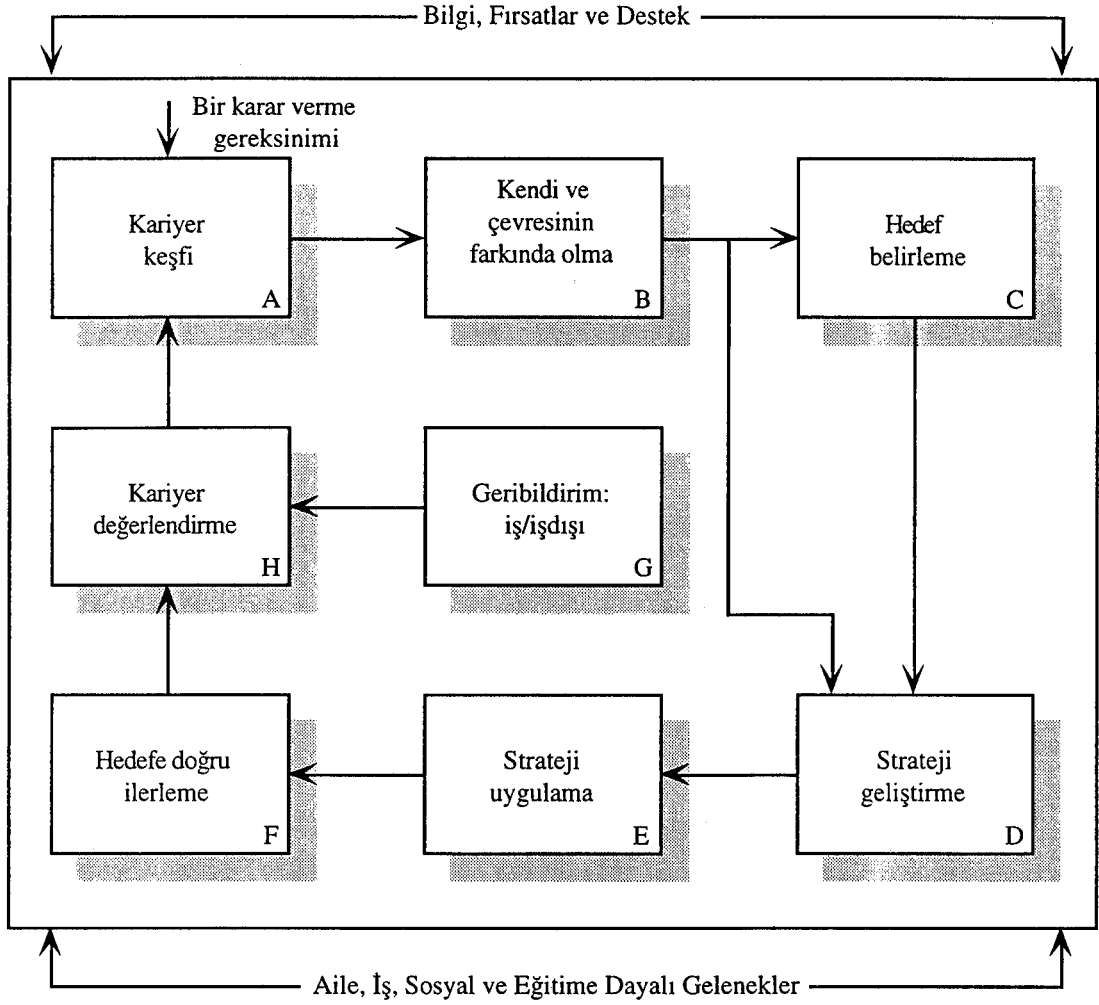 Bilgi, Fırsatlar ve Destek
Bir karar verme
gereksinimi
Kariyer
keşfi
A
Kendi ve
çevresinin
farkında olma
B
Hedef
belirleme
C
Kariyer
değerlendirme
H
Geribildirim:
iş/işdışı
G
Hedefe doğru
ilerleme
F
Strateji
uygulama
E
Strateji
geliştirme
D
Aile, İş, Sosyal ve Eğitime Dayalı Gelenekler